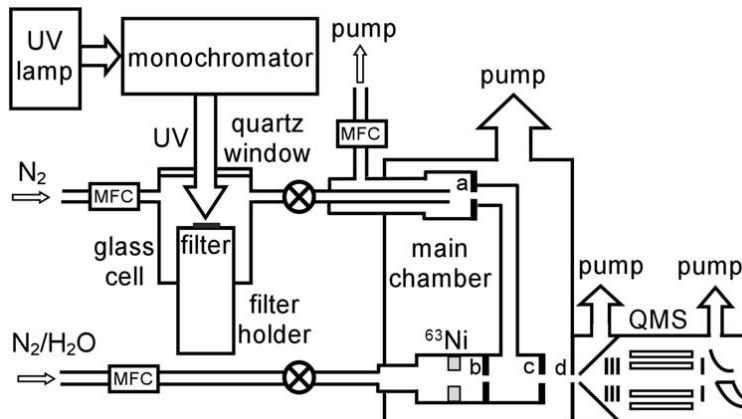 UV
lamp
monochromator
pump
pump
UV
quartz
window
MFC
N₂
MFC
a
glass
cell
filter
main
chamber
filter
holder
pump
pump
N₂/H₂O
⁶³Ni
QMS
MFC
b
c
d